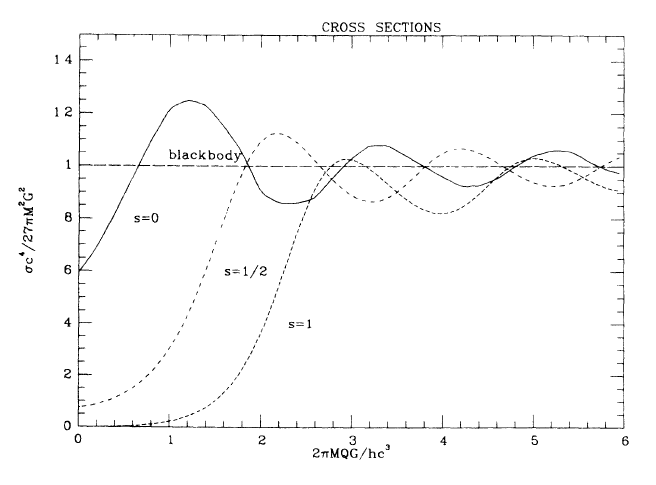 CROSS SECTIONS
1 4
1 2
1
8
6
4
2
0
σc⁴/27πM²G²
blackbody
s=0
s=1/2
s=1
0 1 2 3 4 5 6
2πMQG/hc³